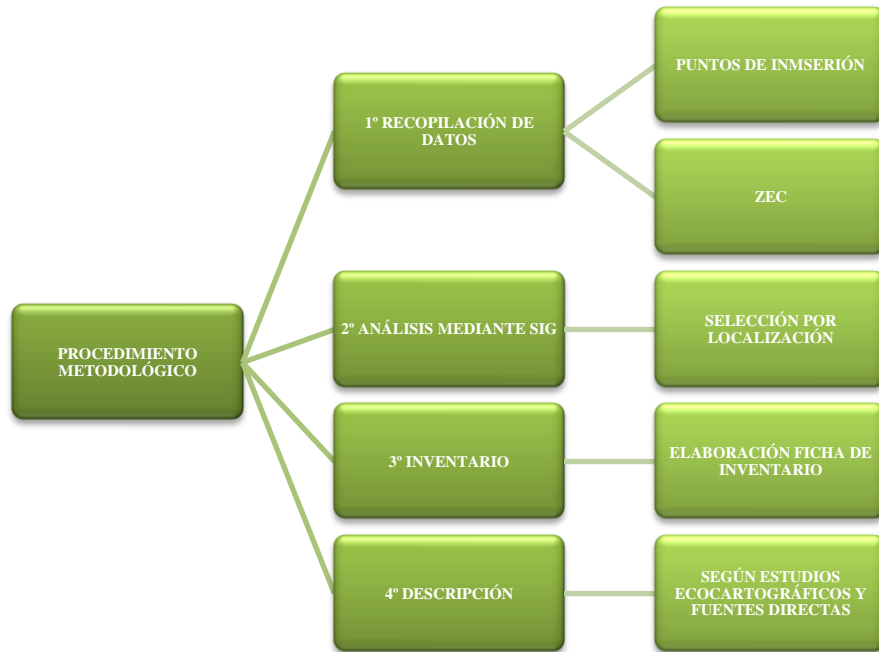 PROCEDIMIENTO
METODOLÓGICO
1º RECOPILACIÓN DE
DATOS
PUNTOS DE INMSERIÓN
ZEC
2º ANÁLISIS MEDIANTE SIG
SELECCIÓN POR
LOCALIZACIÓN
3º INVENTARIO
ELABORACIÓN FICHA DE
INVENTARIO
4º DESCRIPCIÓN
SEGÚN ESTUDIOS
ECOCARTOGRÁFICOS Y
FUENTES DIRECTAS